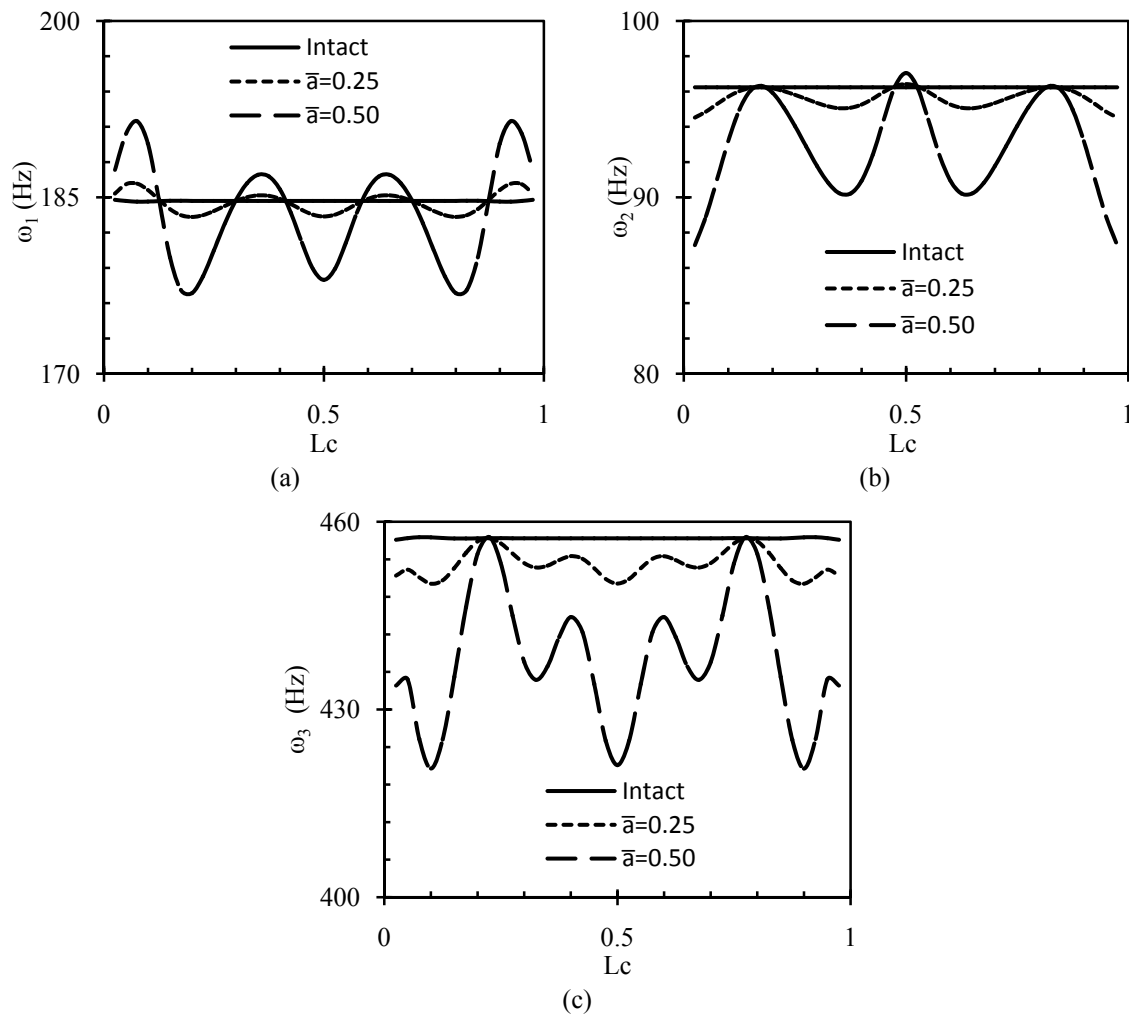 200
Intact
a̅=0.25
a̅=0.50
185
ω₁ (Hz)
170
0
0.5
1
Lc
(a)
100
90
ω₂ (Hz)
Intact
a̅=0.25
a̅=0.50
80
0
0.5
1
Lc
(b)
460
430
ω₃ (Hz)
Intact
a̅=0.25
a̅=0.50
400
0
0.5
1
Lc
(c)